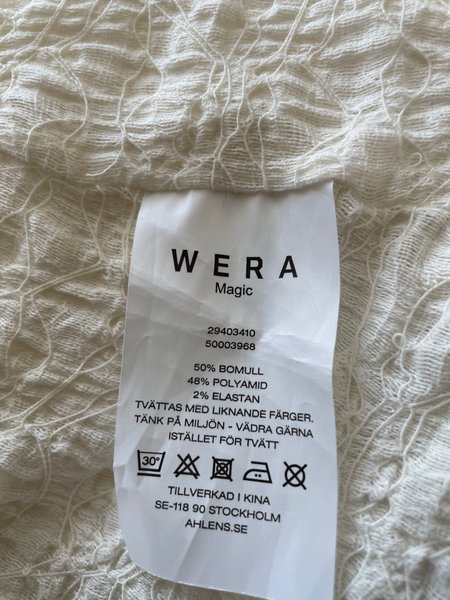 WERA
Magic
29403410
50003968
50% BOMULL
48% POLYAMID
2% ELASTAN
TVÄTTAS MED LIKNANDE FÄRGER.
TÄNK PÅ MILJÖN - VÄDRA GÄRNA
ISTÄLLET FÖR TVÄTT
30°
TILLVERKAD I KINA
SE-118 90 STOCKHOLM
AHLENS.SE